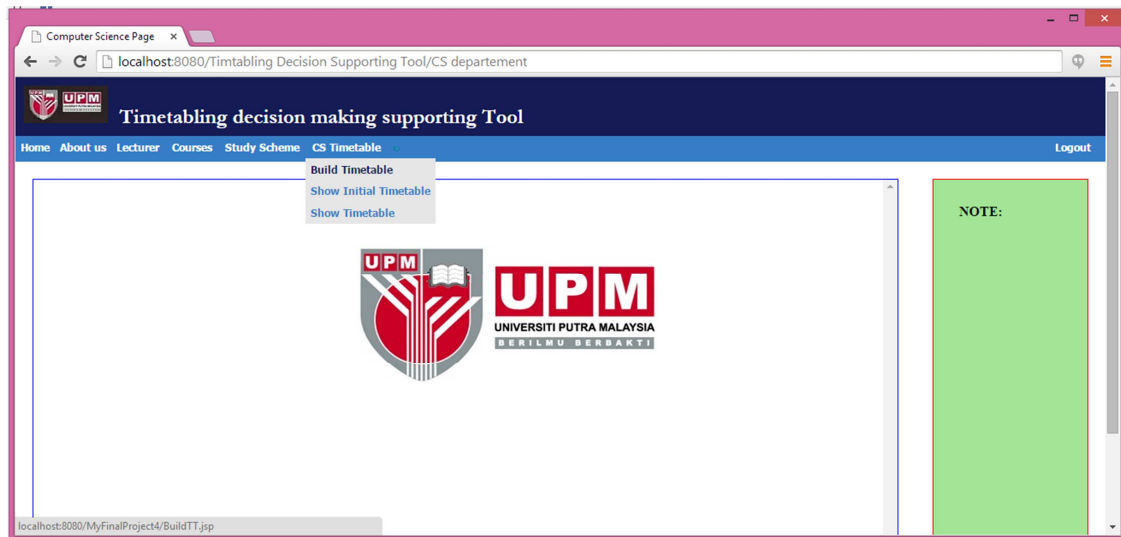 Computer Science Page
localhost:8080/Timtabling Decision Supporting Tool/CS departement
UPM
Timetabling decision making supporting Tool
Home About us Lecturer Courses Study Scheme CS Timetable Logout
Build Timetable
Show Initial Timetable
Show Timetable
NOTE:
UPM
UPM
UNIVERSITI PUTRA MALAYSIA
BERILMU BERBAKTI
localhost:8080/MyFinalProject4/BuildTT.jsp